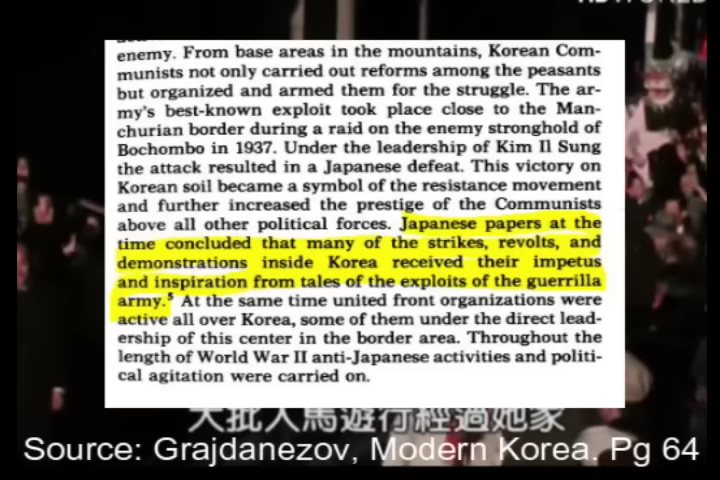 enemy. From base areas in the mountains, Korean Com-
munists not only carried out reforms among the peasants
but organized and armed them for the struggle. The ar-
my's best-known exploit took place close to the Man-
churian border during a raid on the enemy stronghold of
Bochombo in 1937. Under the leadership of Kim Il Sung
the attack resulted in a Japanese defeat. This victory on
Korean soil became a symbol of the resistance movement
and further increased the prestige of the Communists
above all other political forces. Japanese papers at the
time concluded that many of the strikes, revolts, and
demonstrations inside Korea received their impetus
and inspiration from tales of the exploits of the guerrilla
army.⁵ At the same time united front organizations were
active all over Korea, some of them under the direct lead-
ership of this center in the border area. Throughout the
length of World War II anti-Japanese activities and politi-
cal agitation were carried on.
大批人馬遊行經過她家
Source: Grajdanezov, Modern Korea. Pg 64